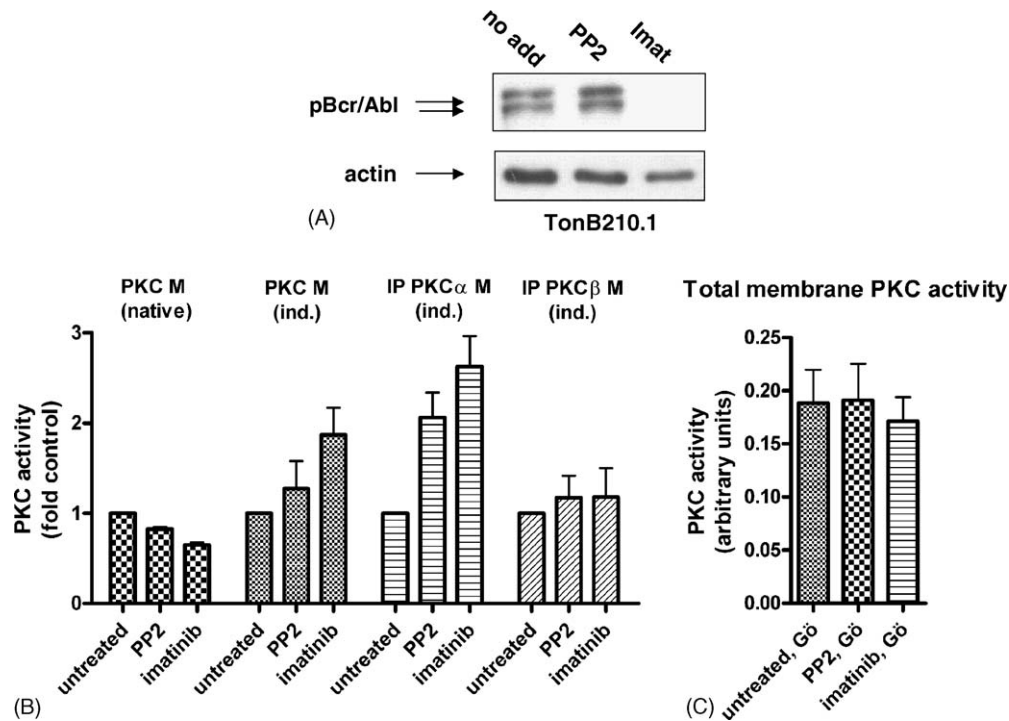 no add PP2 Imat
pBcr/Abl
actin
(A)
TonB210.1
PKC M
(native)
PKC M
(ind.)
IP PKCα M
(ind.)
IP PKCβ M
(ind.)
PKC activity
(fold control)
3
2
1
0
untreated PP2 imatinib untreated PP2 imatinib untreated PP2 imatinib untreated PP2 imatinib
(B)
Total membrane PKC activity
PKC activity
(arbitrary units)
0.25
0.20
0.15
0.10
0.05
0.00
untreated, Gö PP2, Gö imatinib, Gö
(C)